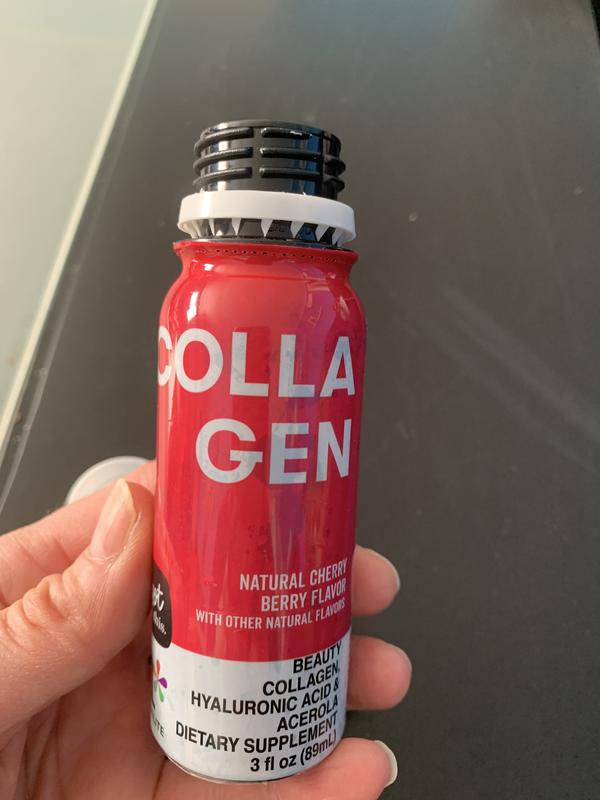 COLLA
GEN
NATURAL CHERRY
BERRY FLAVOR
WITH OTHER NATURAL FLAVORS
BEAUTY
COLLAGEN,
HYALURONIC ACID &
ACEROLA
DIETARY SUPPLEMENT
3 fl oz (89mL)